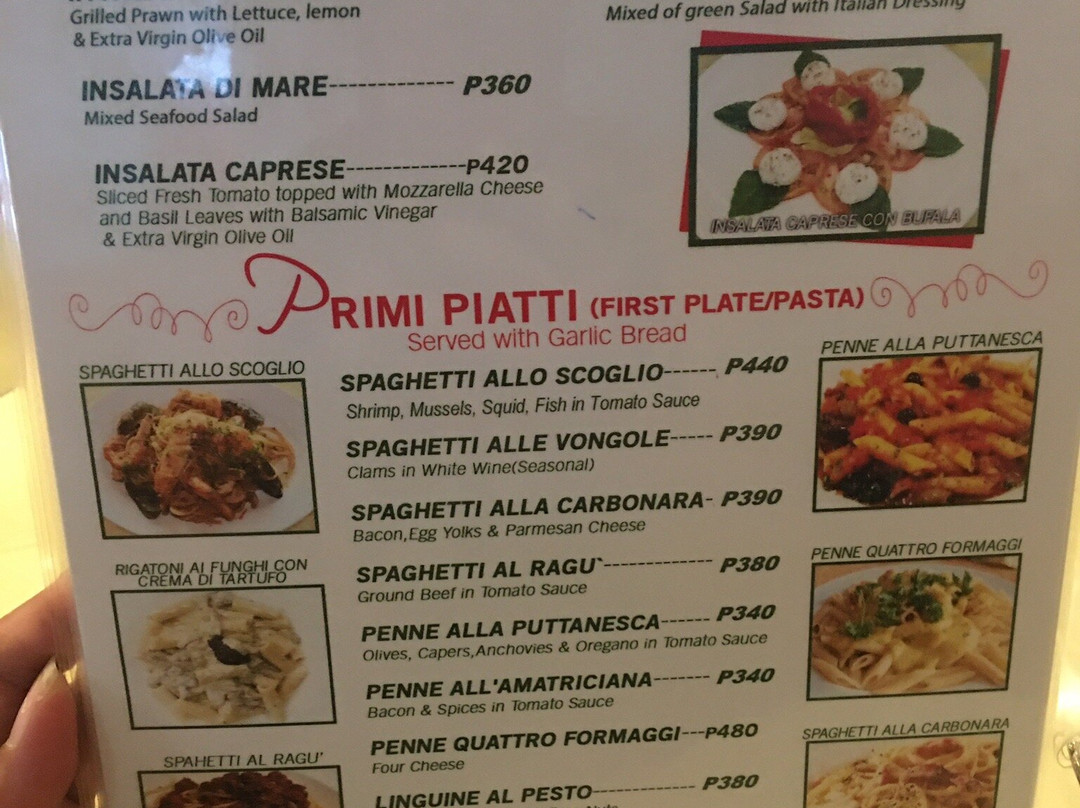 Grilled Prawn with Lettuce, lemon
& Extra Virgin Olive Oil
Mixed of green Salad with Italian Dressing
INSALATA DI MARE-------------- P360
Mixed Seafood Salad
INSALATA CAPRESE--------------P420
Sliced Fresh Tomato topped with Mozzarella Cheese
and Basil Leaves with Balsamic Vinegar
& Extra Virgin Olive Oil
INSALATA CAPRESE CON BUFALA
PRIMI PIATTI (FIRST PLATE/PASTA)
Served with Garlic Bread
SPAGHETTI ALLO SCOGLIO
RIGATONI AI FUNGHI CON
CREMA DI TARTUFO
SPAHETTI AL RAGU'
SPAGHETTI ALLO SCOGLIO------ P440
Shrimp, Mussels, Squid, Fish in Tomato Sauce
SPAGHETTI ALLE VONGOLE----- P390
Clams in White Wine(Seasonal)
SPAGHETTI ALLA CARBONARA- P390
Bacon,Egg Yolks & Parmesan Cheese
SPAGHETTI AL RAGU`------------- P380
Ground Beef in Tomato Sauce
PENNE ALLA PUTTANESCA------ P340
Olives, Capers,Anchovies & Oregano in Tomato Sauce
PENNE ALL'AMATRICIANA------- P340
Bacon & Spices in Tomato Sauce
PENNE QUATTRO FORMAGGI---P480
Four Cheese
LINGUINE AL PESTO------------- P380
PENNE ALLA PUTTANESCA
PENNE QUATTRO FORMAGGI
SPAGHETTI ALLA CARBONARA